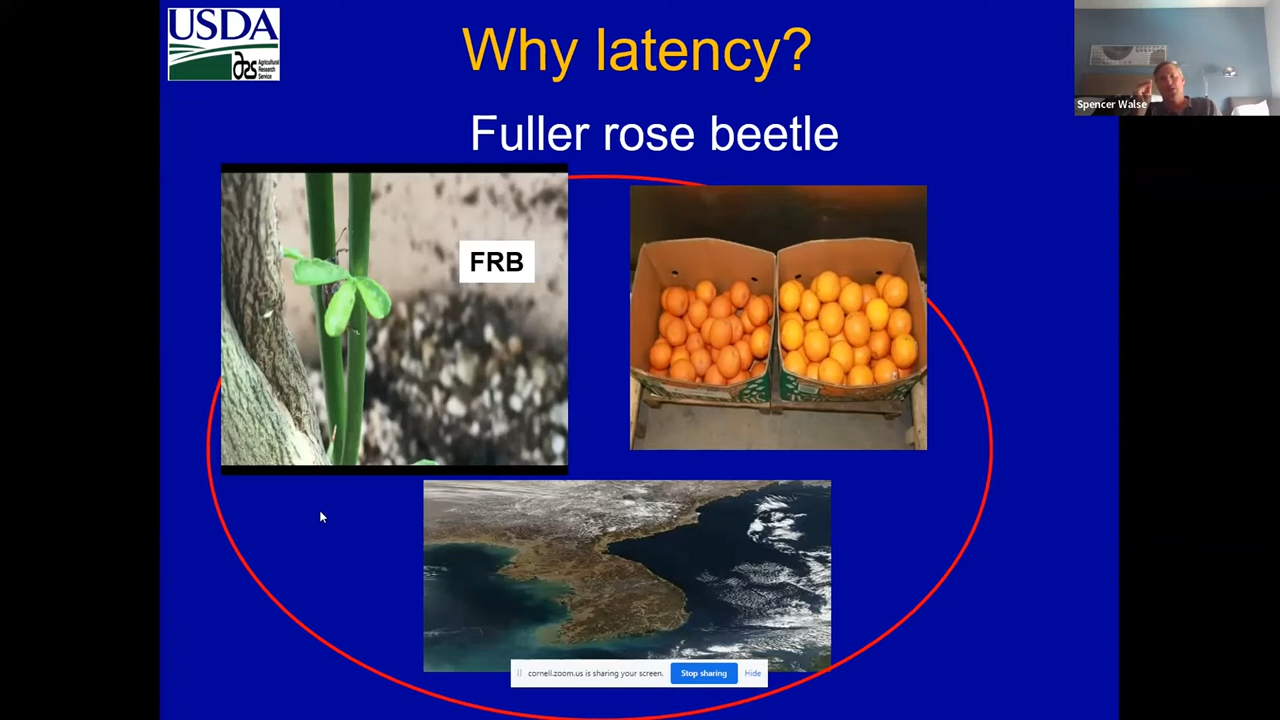 USDA
ars
Agricultural
Research
Service
Why latency?
Fuller rose beetle
Spencer Walse
FRB
cornell.zoom.us is sharing your screen.
Stop sharing
Hide